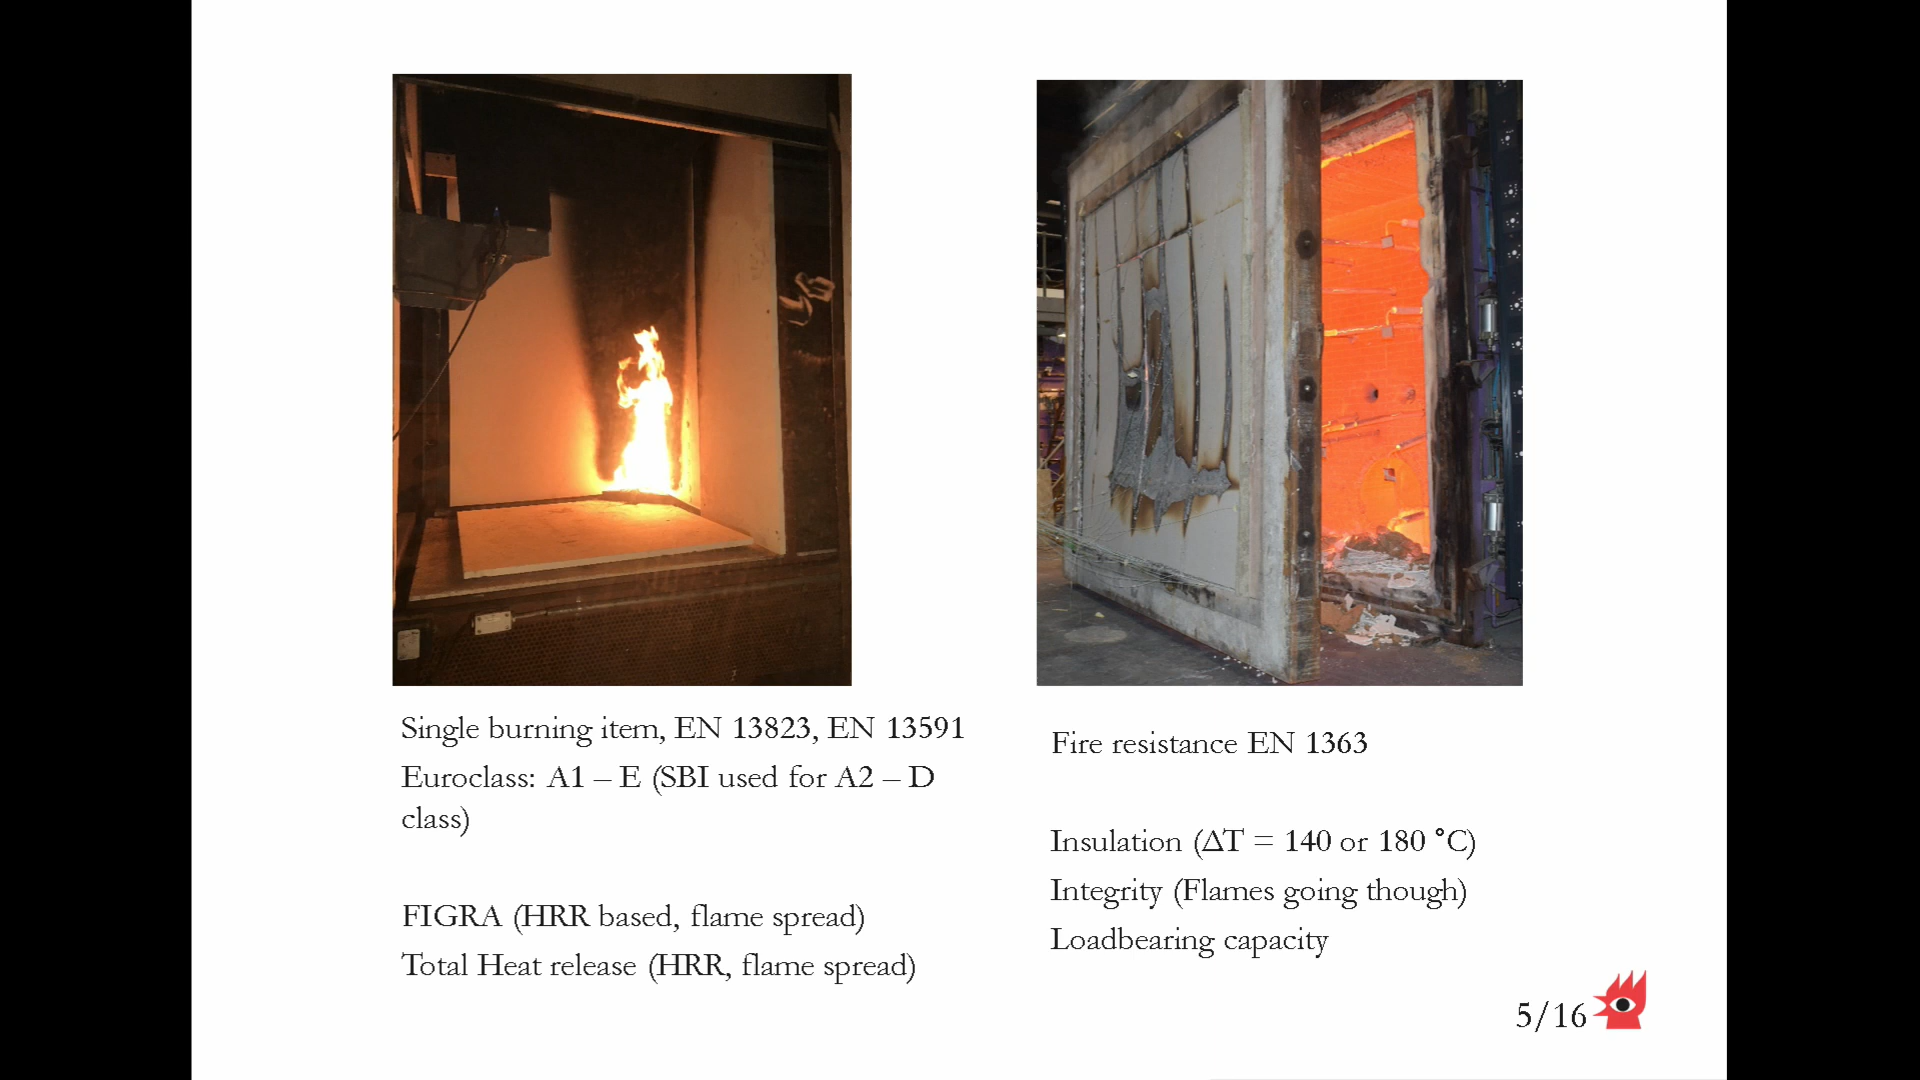 Single burning item, EN 13823, EN 13591
Euroclass: A1 – E (SBI used for A2 – D
class)
FIGRA (HRR based, flame spread)
Total Heat release (HRR, flame spread)
Fire resistance EN 1363
Insulation (ΔT = 140 or 180 °C)
Integrity (Flames going though)
Loadbearing capacity
5/16